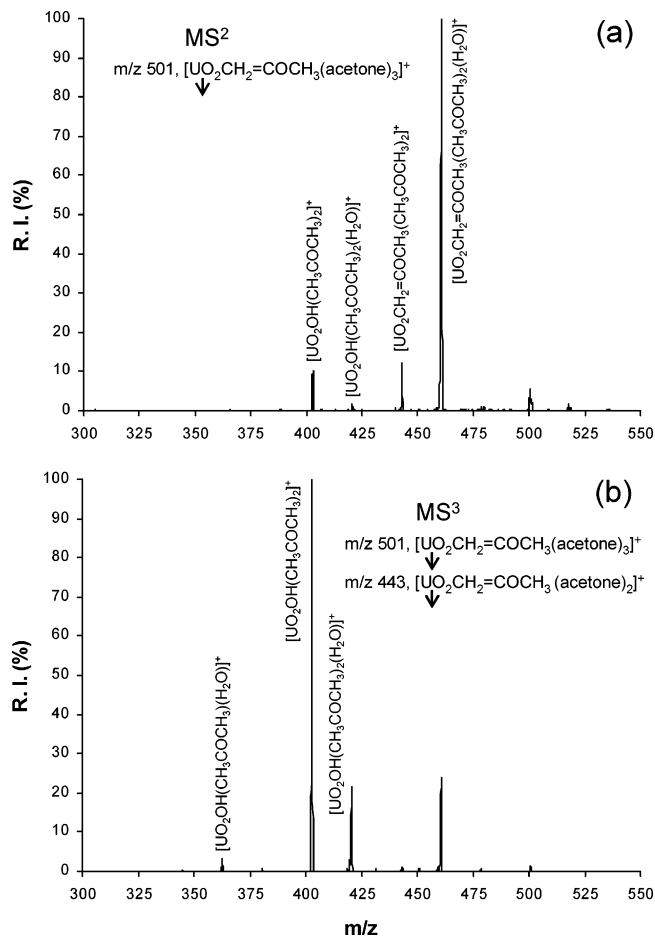 (a)
MS²
m/z 501, [UO₂CH₂=COCH₃(acetone)₃]⁺
[UO₂OH(CH₃COCH₃)₂]⁺
[UO₂OH(CH₃COCH₃)₂(H₂O)]⁺
[UO₂CH₂=COCH₃(CH₃COCH₃)₂]⁺
[UO₂CH₂=COCH₃(CH₃COCH₃)₂(H₂O)]⁺
R. I. (%)
100
90
80
70
60
50
40
30
20
10
0
300 325 350 375 400 425 450 475 500 525 550
(b)
MS³
m/z 501, [UO₂CH₂=COCH₃(acetone)₃]⁺
m/z 443, [UO₂CH₂=COCH₃ (acetone)₂]⁺
[UO₂OH(CH₃COCH₃)(H₂O)]⁺
[UO₂OH(CH₃COCH₃)₂]⁺
[UO₂OH(CH₃COCH₃)₂(H₂O)]⁺
R. I. (%)
100
90
80
70
60
50
40
30
20
10
0
300 325 350 375 400 425 450 475 500 525 550
m/z